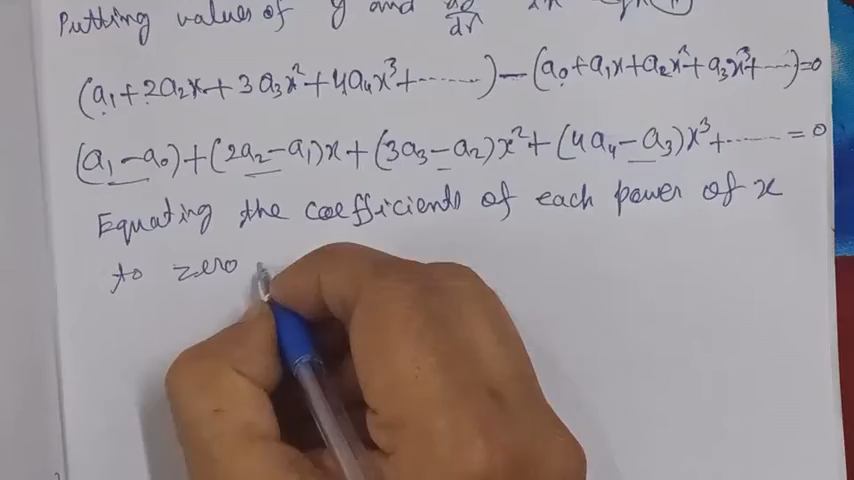 Putting values of y and dy/dx in eqn (1)
(a₁+2a₂x+3a₃x²+4a₄x³+........)-(a₀+a₁x+a₂x²+a₃x³+....)=0
(a₁-a₀)+(2a₂-a₁)x+(3a₃-a₂)x²+(4a₄-a₃)x³+........=0
Equating the coefficients of each power of x
to zero